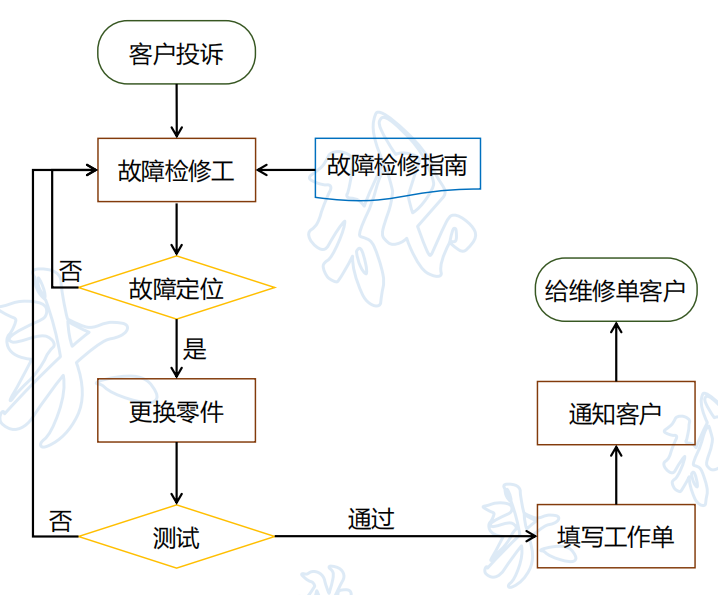 客户投诉
故障检修工
故障检修指南
否
故障定位
给维修单客户
是
更换零件
通知客户
否
测试
通过
填写工作单